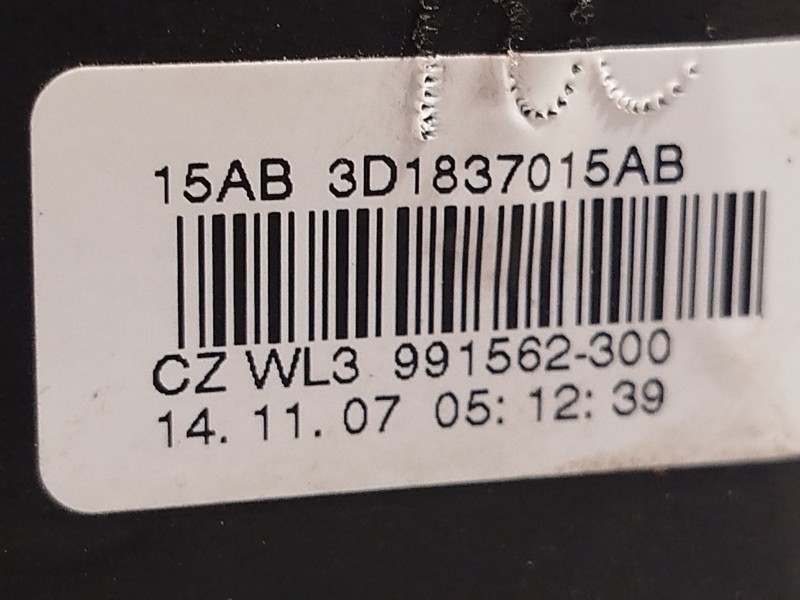 15AB 3D1837015AB
CZ WL3 991562-300
14. 11. 07 05: 12: 39